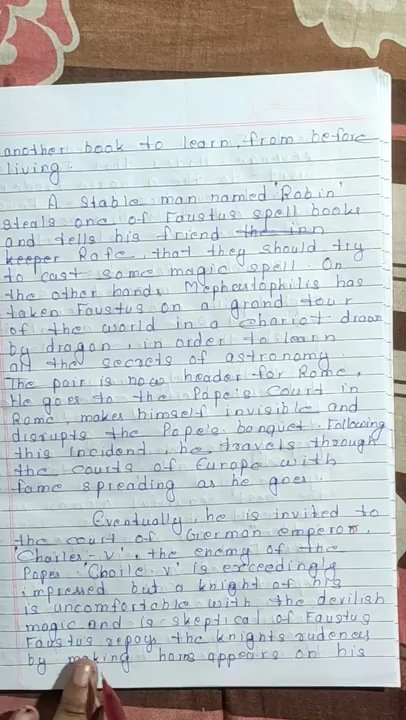 another book to learn, from before
living.
A stable man named 'Robin'
steals one of Faustus spell books
and tells his friend the inn
keeper Rafe, that they should try
to cast some magic spell. On
the other hands, Mephostophilis has
taken Faustus on a grand tour
of the world in a chariot drawn
by dragon, in order to learn
all the secrets of astronomy.
The pair is now header for Rome,
He goes to the Pope's Court in
Rome, makes himself invisible and
disrupts the Pope's banquet. Following
this incident, he travels through
the courts of Europe with
fame spreading as he goes.
Eventually, he is invited to
the court of German emperor,
'Charles-V', the enemy of the
Pope. 'Charle-V' is exceedingly
impressed but a knight of his
is uncomfortable with the devilish
magic and is skeptical of Faustus
Faustus repays the knights rudeness
by making horns appears on his